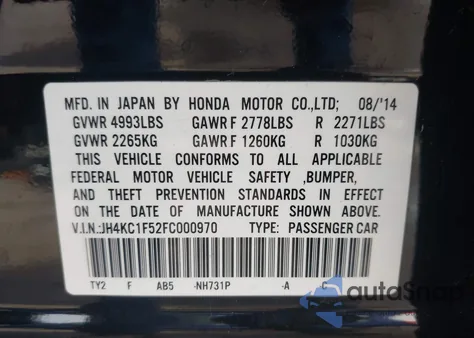 MFD. IN JAPAN BY HONDA MOTOR CO.,LTD; 08/'14
GVWR 4993LBS GAWR F 2778LBS R 2271LBS
GVWR 2265KG GAWR F 1260KG R 1030KG
THIS VEHICLE CONFORMS TO ALL APPLICABLE
FEDERAL MOTOR VEHICLE SAFETY ,BUMPER,
AND THEFT PREVENTION STANDARDS IN EFFECT
ON THE DATE OF MANUFACTURE SHOWN ABOVE.
V.I.N.:JH4KC1F52FC000970 TYPE: PASSENGER CAR
TY2 F AB5 -NH731P -A C
autoSnap